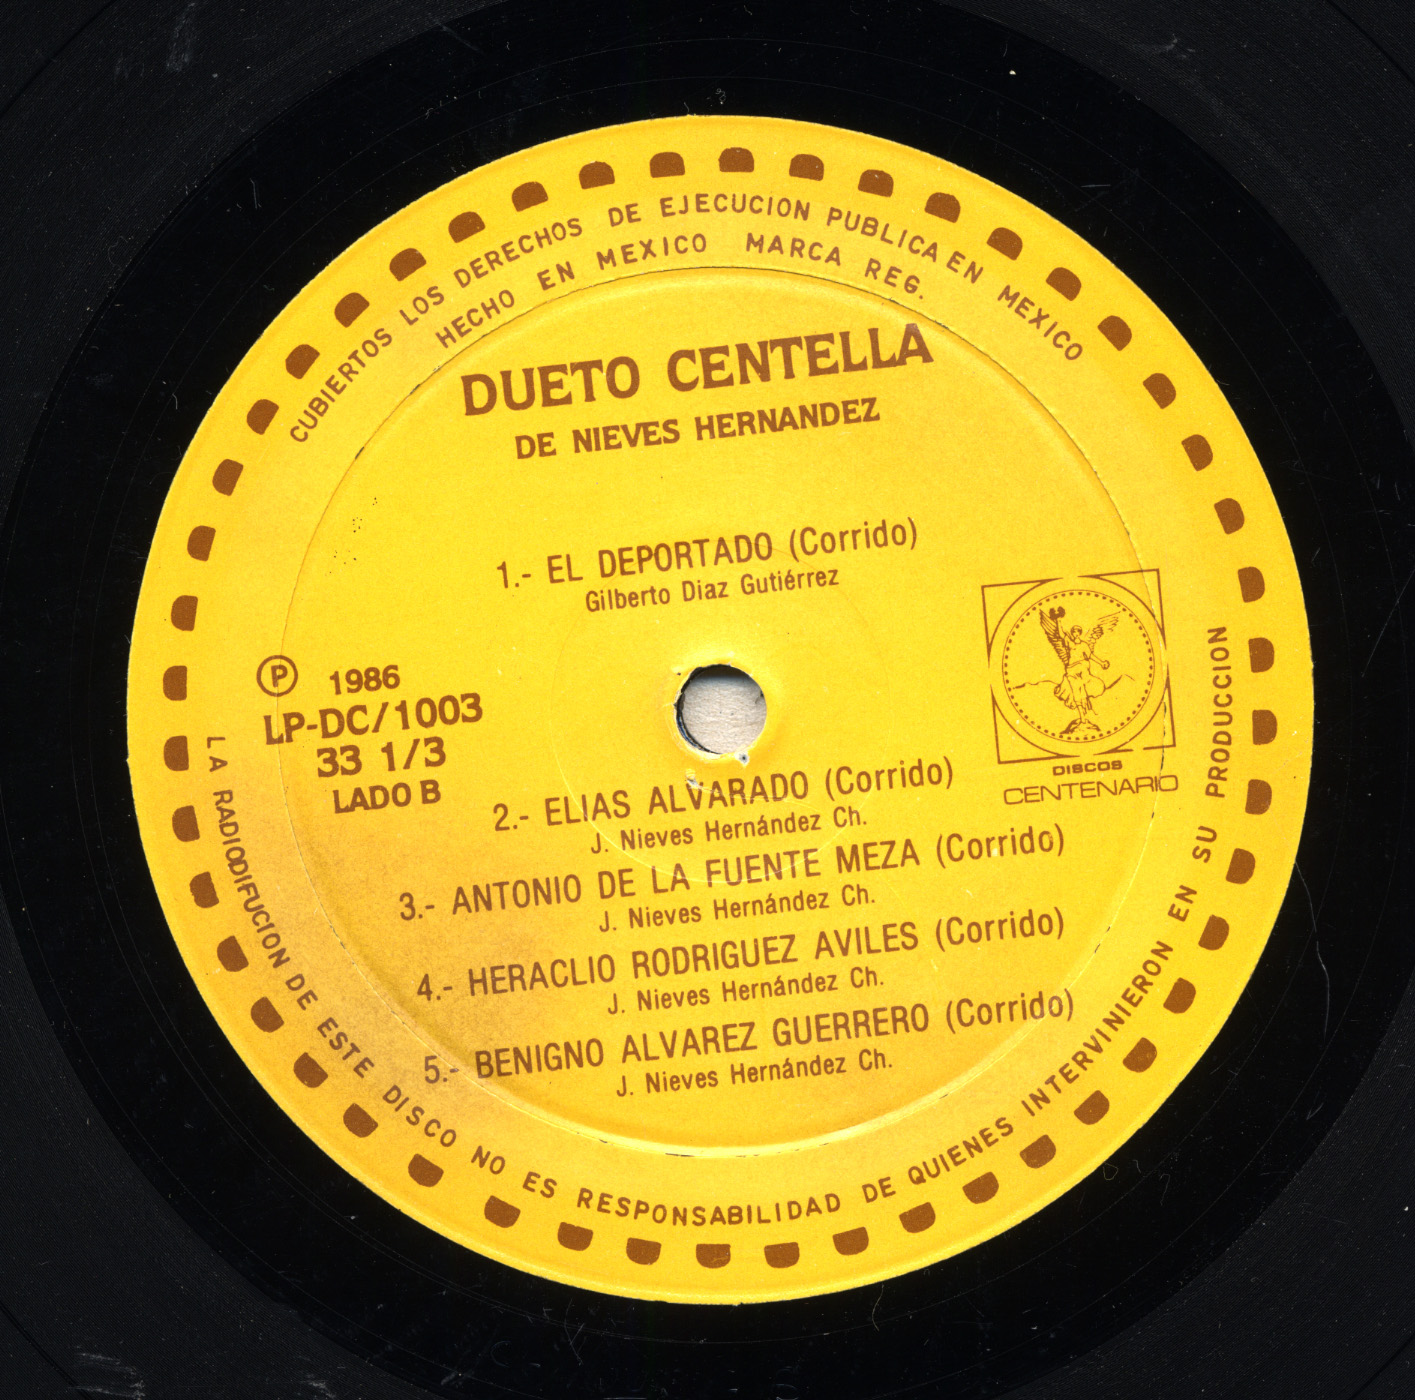 CUBIERTOS LOS DERECHOS DE EJECUCION PUBLICA EN MEXICO
HECHO EN MEXICO MARCA REG.
DUETO CENTELLA
DE NIEVES HERNANDEZ
1.- EL DEPORTADO (Corrido)
Gilberto Diaz Gutiérrez
Ⓟ 1986
LP-DC/1003
33 1/3
LADO B
DISCOS
CENTENARIO
2.- ELIAS ALVARADO (Corrido)
J. Nieves Hernández Ch.
3.- ANTONIO DE LA FUENTE MEZA (Corrido)
J. Nieves Hernández Ch.
4.- HERACLIO RODRIGUEZ AVILES (Corrido)
J. Nieves Hernández Ch.
5.- BENIGNO ALVAREZ GUERRERO (Corrido)
J. Nieves Hernández Ch.
LA RADIODIFUCION DE ESTE DISCO NO ES RESPONSABILIDAD DE QUIENES INTERVINIERON EN SU PRODUCCION